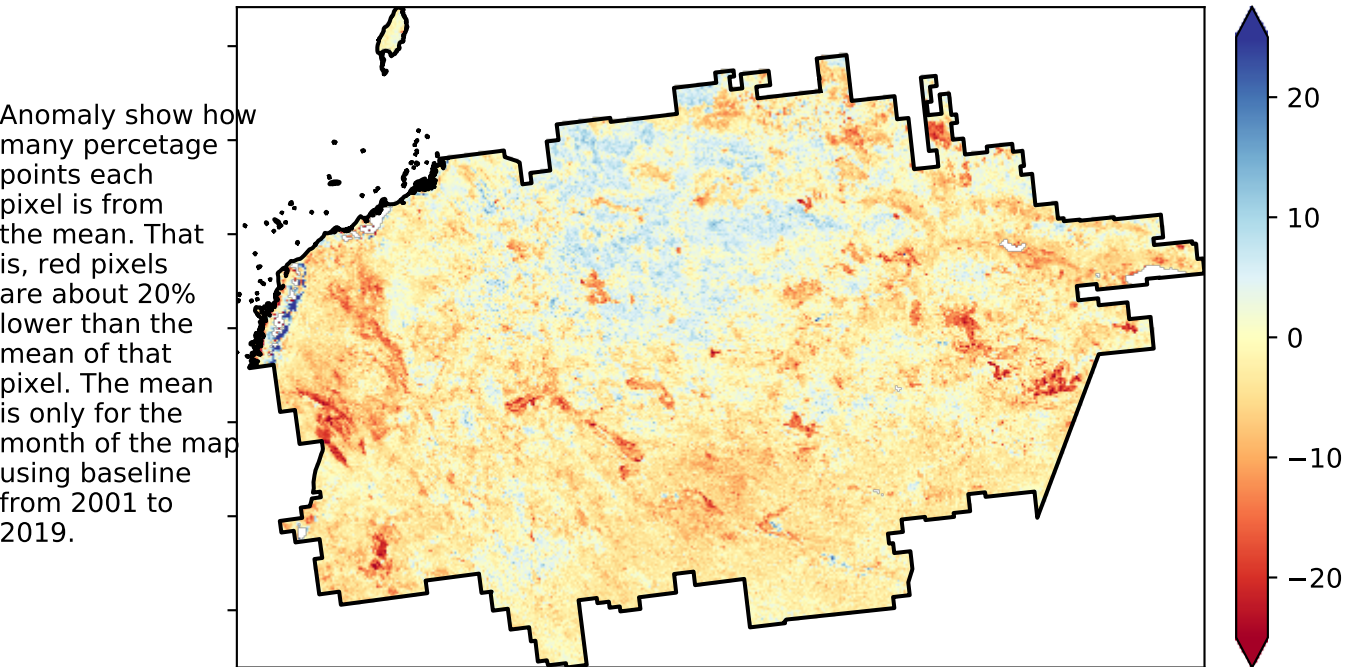 Anomaly show how
many percetage
points each
pixel is from
the mean. That
is, red pixels
are about 20%
lower than the
mean of that
pixel. The mean
is only for the
month of the map
using baseline
from 2001 to
2019.
20
10
0
−10
−20